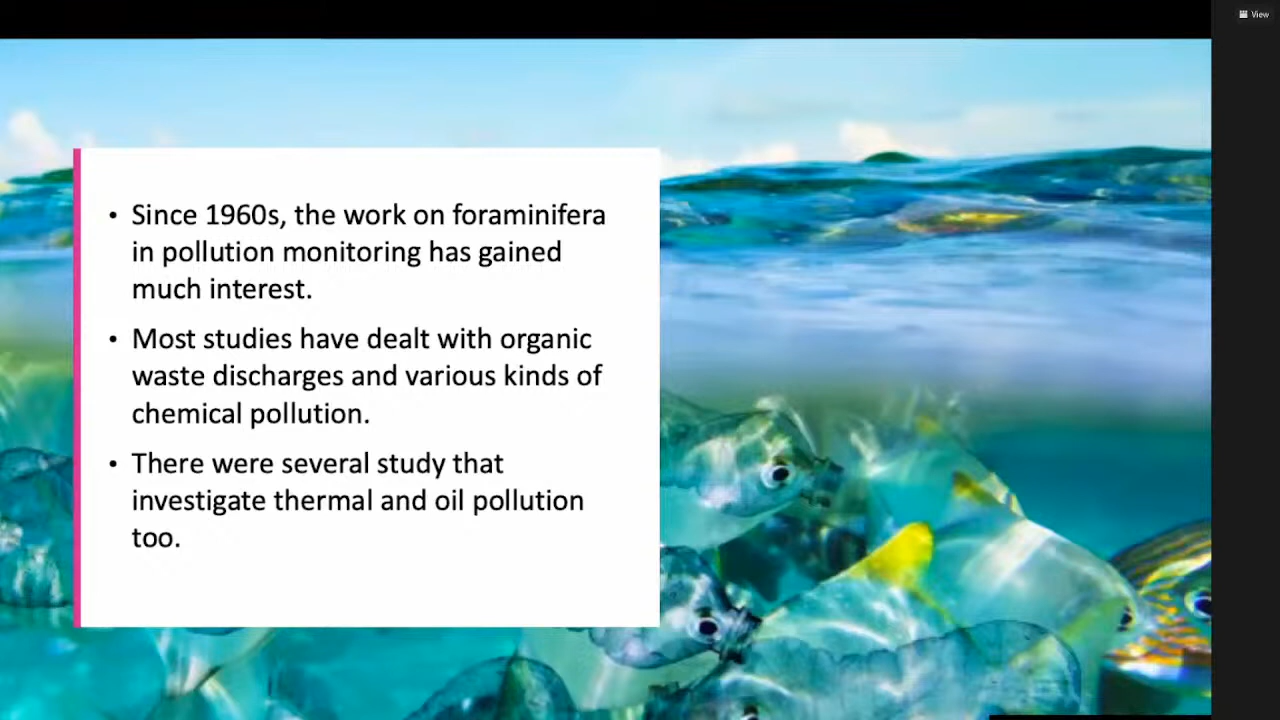 View
• Since 1960s, the work on foraminifera
in pollution monitoring has gained
much interest.
• Most studies have dealt with organic
waste discharges and various kinds of
chemical pollution.
• There were several study that
investigate thermal and oil pollution
too.